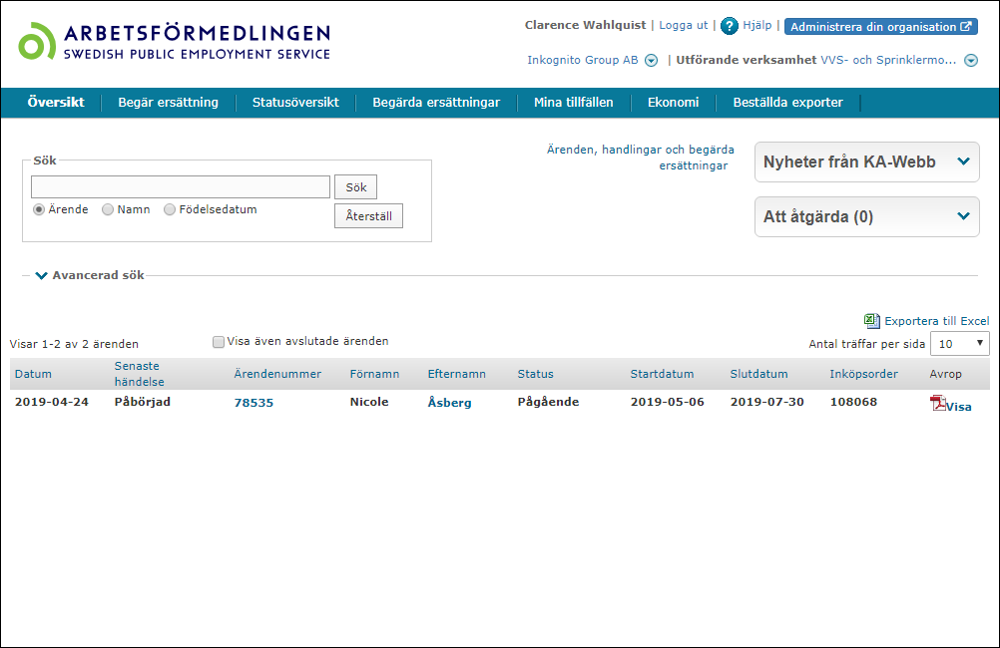 ARBETSFÖRMEDLINGEN
SWEDISH PUBLIC EMPLOYMENT SERVICE
Clarence Wahlquist | Logga ut | ? Hjälp | Administrera din organisation
Inkognito Group AB | Utförande verksamhet VVS- och Sprinklermo...
Översikt Begär ersättning Statusöversikt Begärda ersättningar Mina tillfällen Ekonomi Beställda exporter
Ärenden, handlingar och begärda
ersättningar
Nyheter från KA-Webb
Att åtgärda (0)
Sök
Sök
Ärende Namn Födelsedatum
Återställ
Avancerad sök
Exportera till Excel
Visar 1-2 av 2 ärenden Visa även avslutade ärenden Antal träffar per sida 10
Datum Senaste händelse Ärendenummer Förnamn Efternamn Status Startdatum Slutdatum Inköpsorder Avrop
2019-04-24 Påbörjad 78535 Nicole Åsberg Pågående 2019-05-06 2019-07-30 108068 Visa